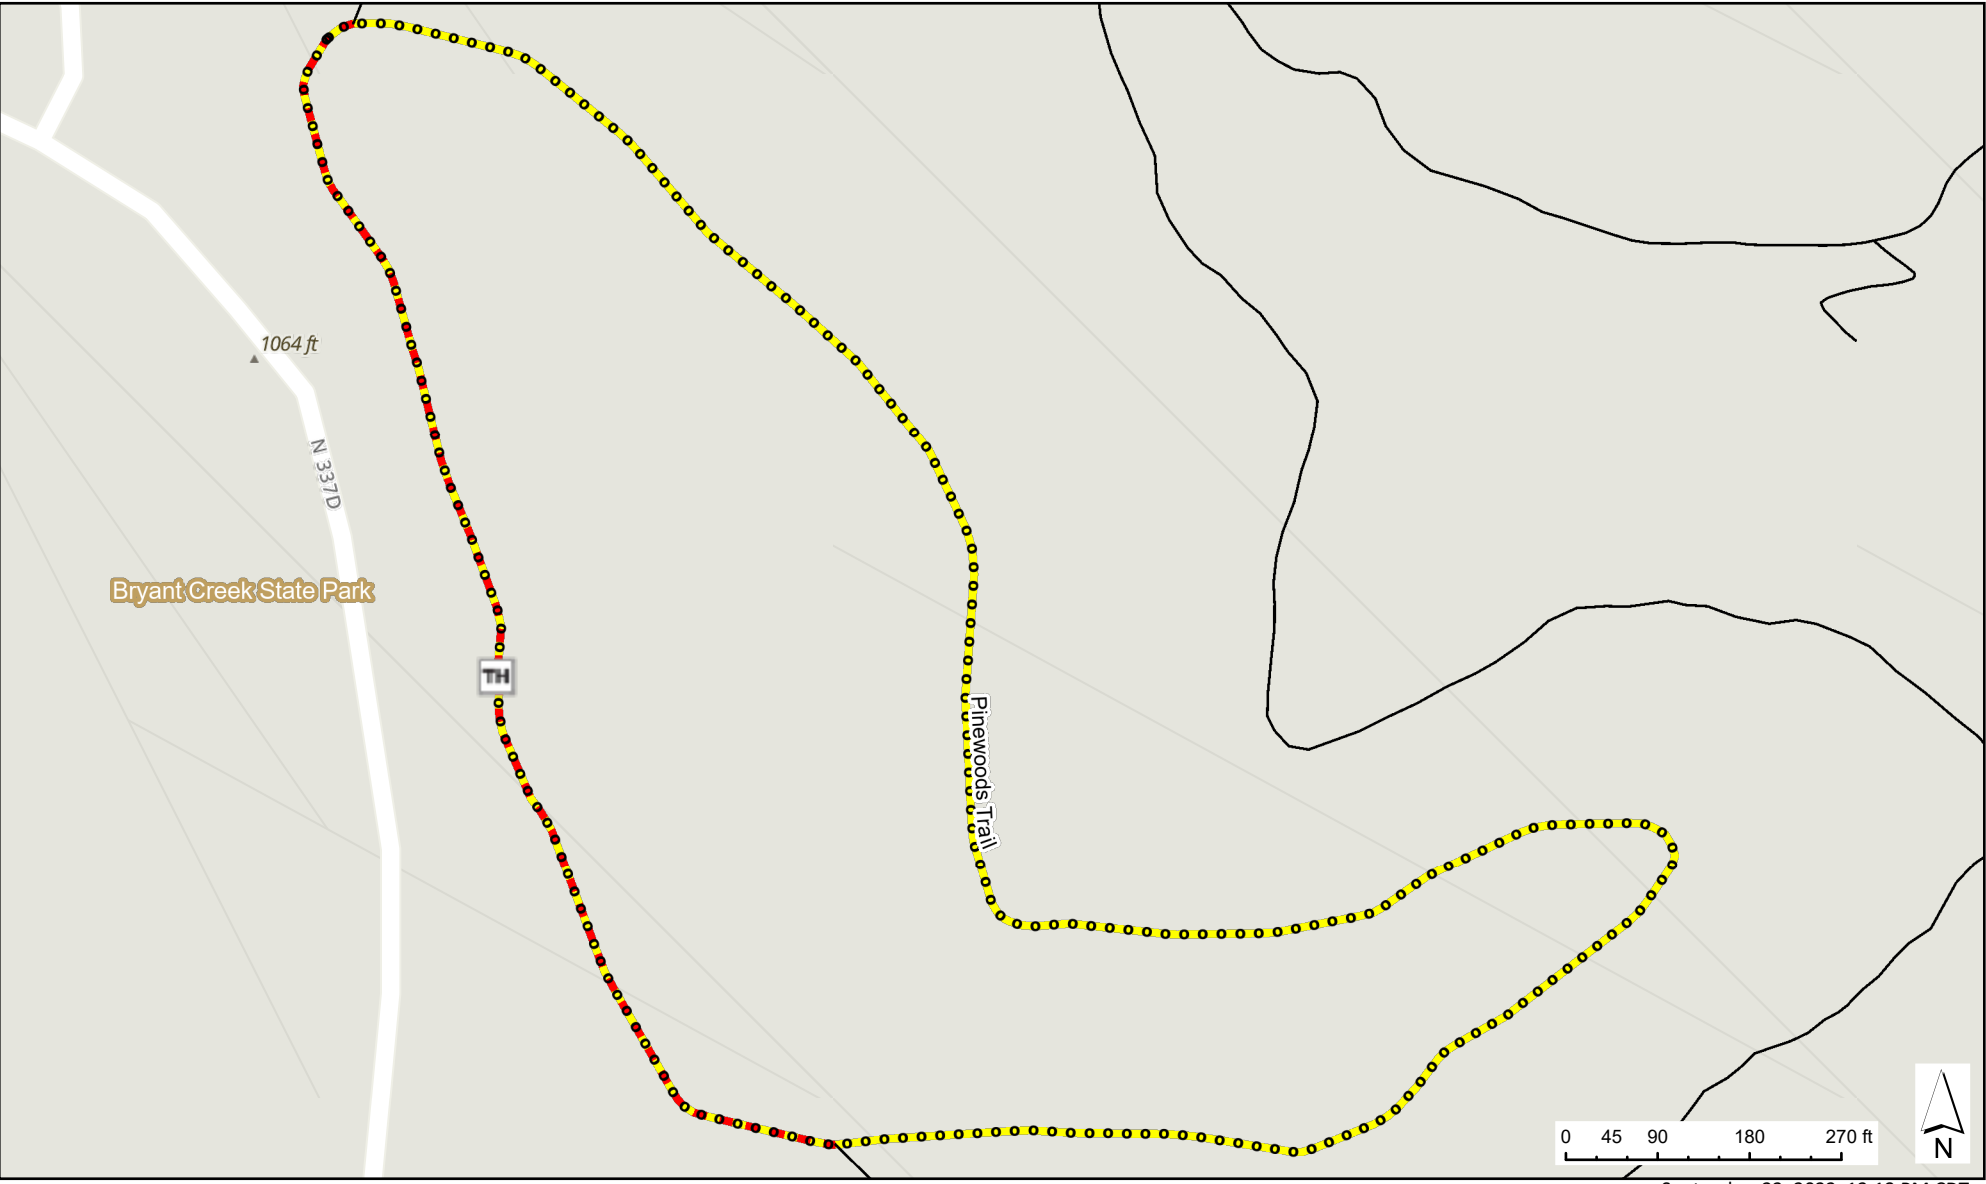 1064 ft
N 337D
Bryant Creek State Park
TH
Pinewoods Trail
0 45 90 180 270 ft
N